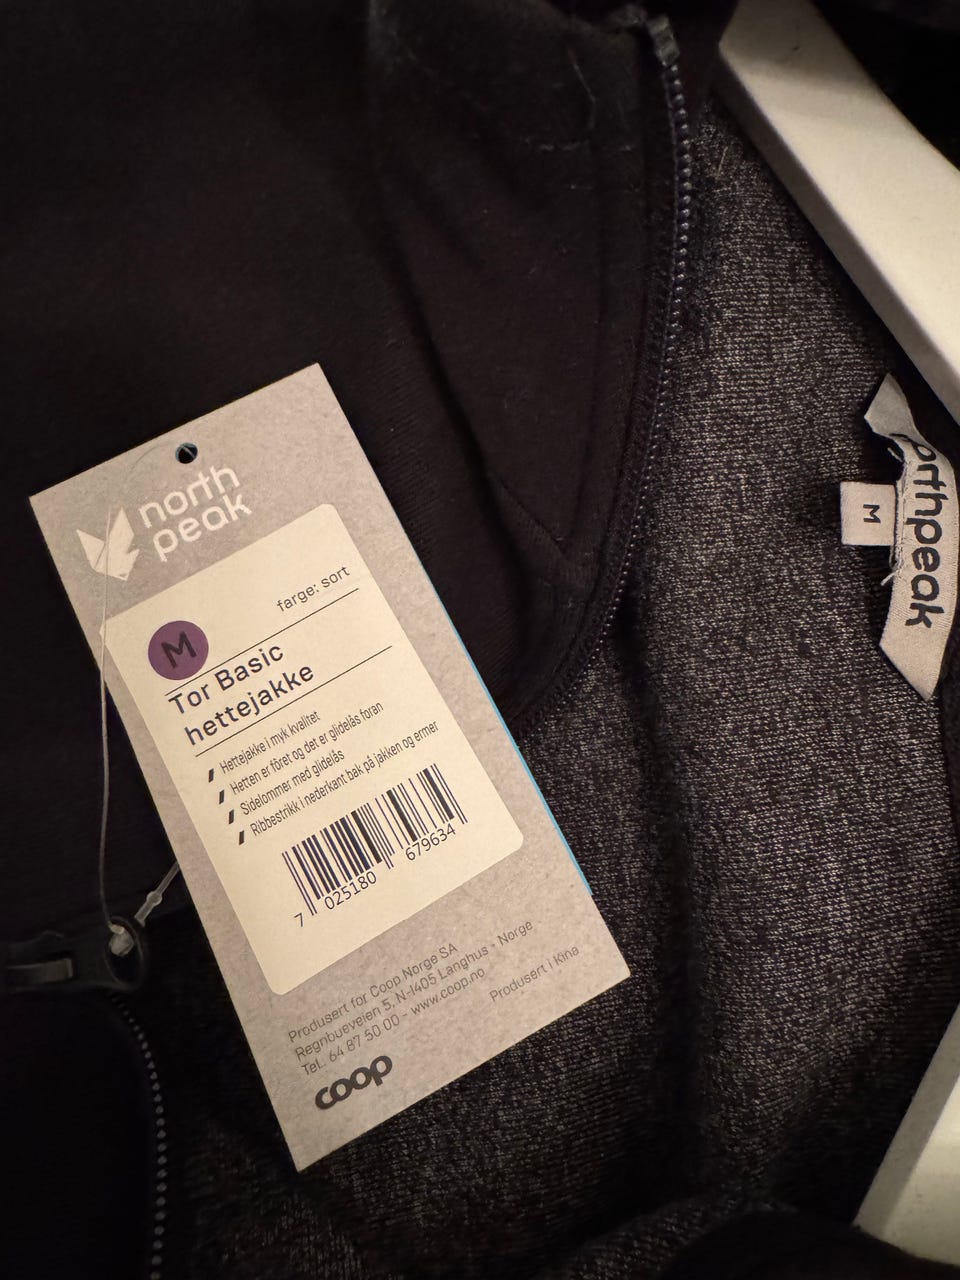 north
peak
farge: sort
M
Tor Basic
hettejakke
Hettejakke i myk kvalitet
Hetten er fôret og det er glidelås foran
Sidelommer med glidelås
Ribbestrikk i nederkant bak på jakken og ermer
7 025180 679634
Produsert for Coop Norge SA
Regnbueveien 5, N-1405 Langhus - Norge
Tel. 64 87 50 00 - www.coop.no
Produsert i Kina
coop
northpeak
M